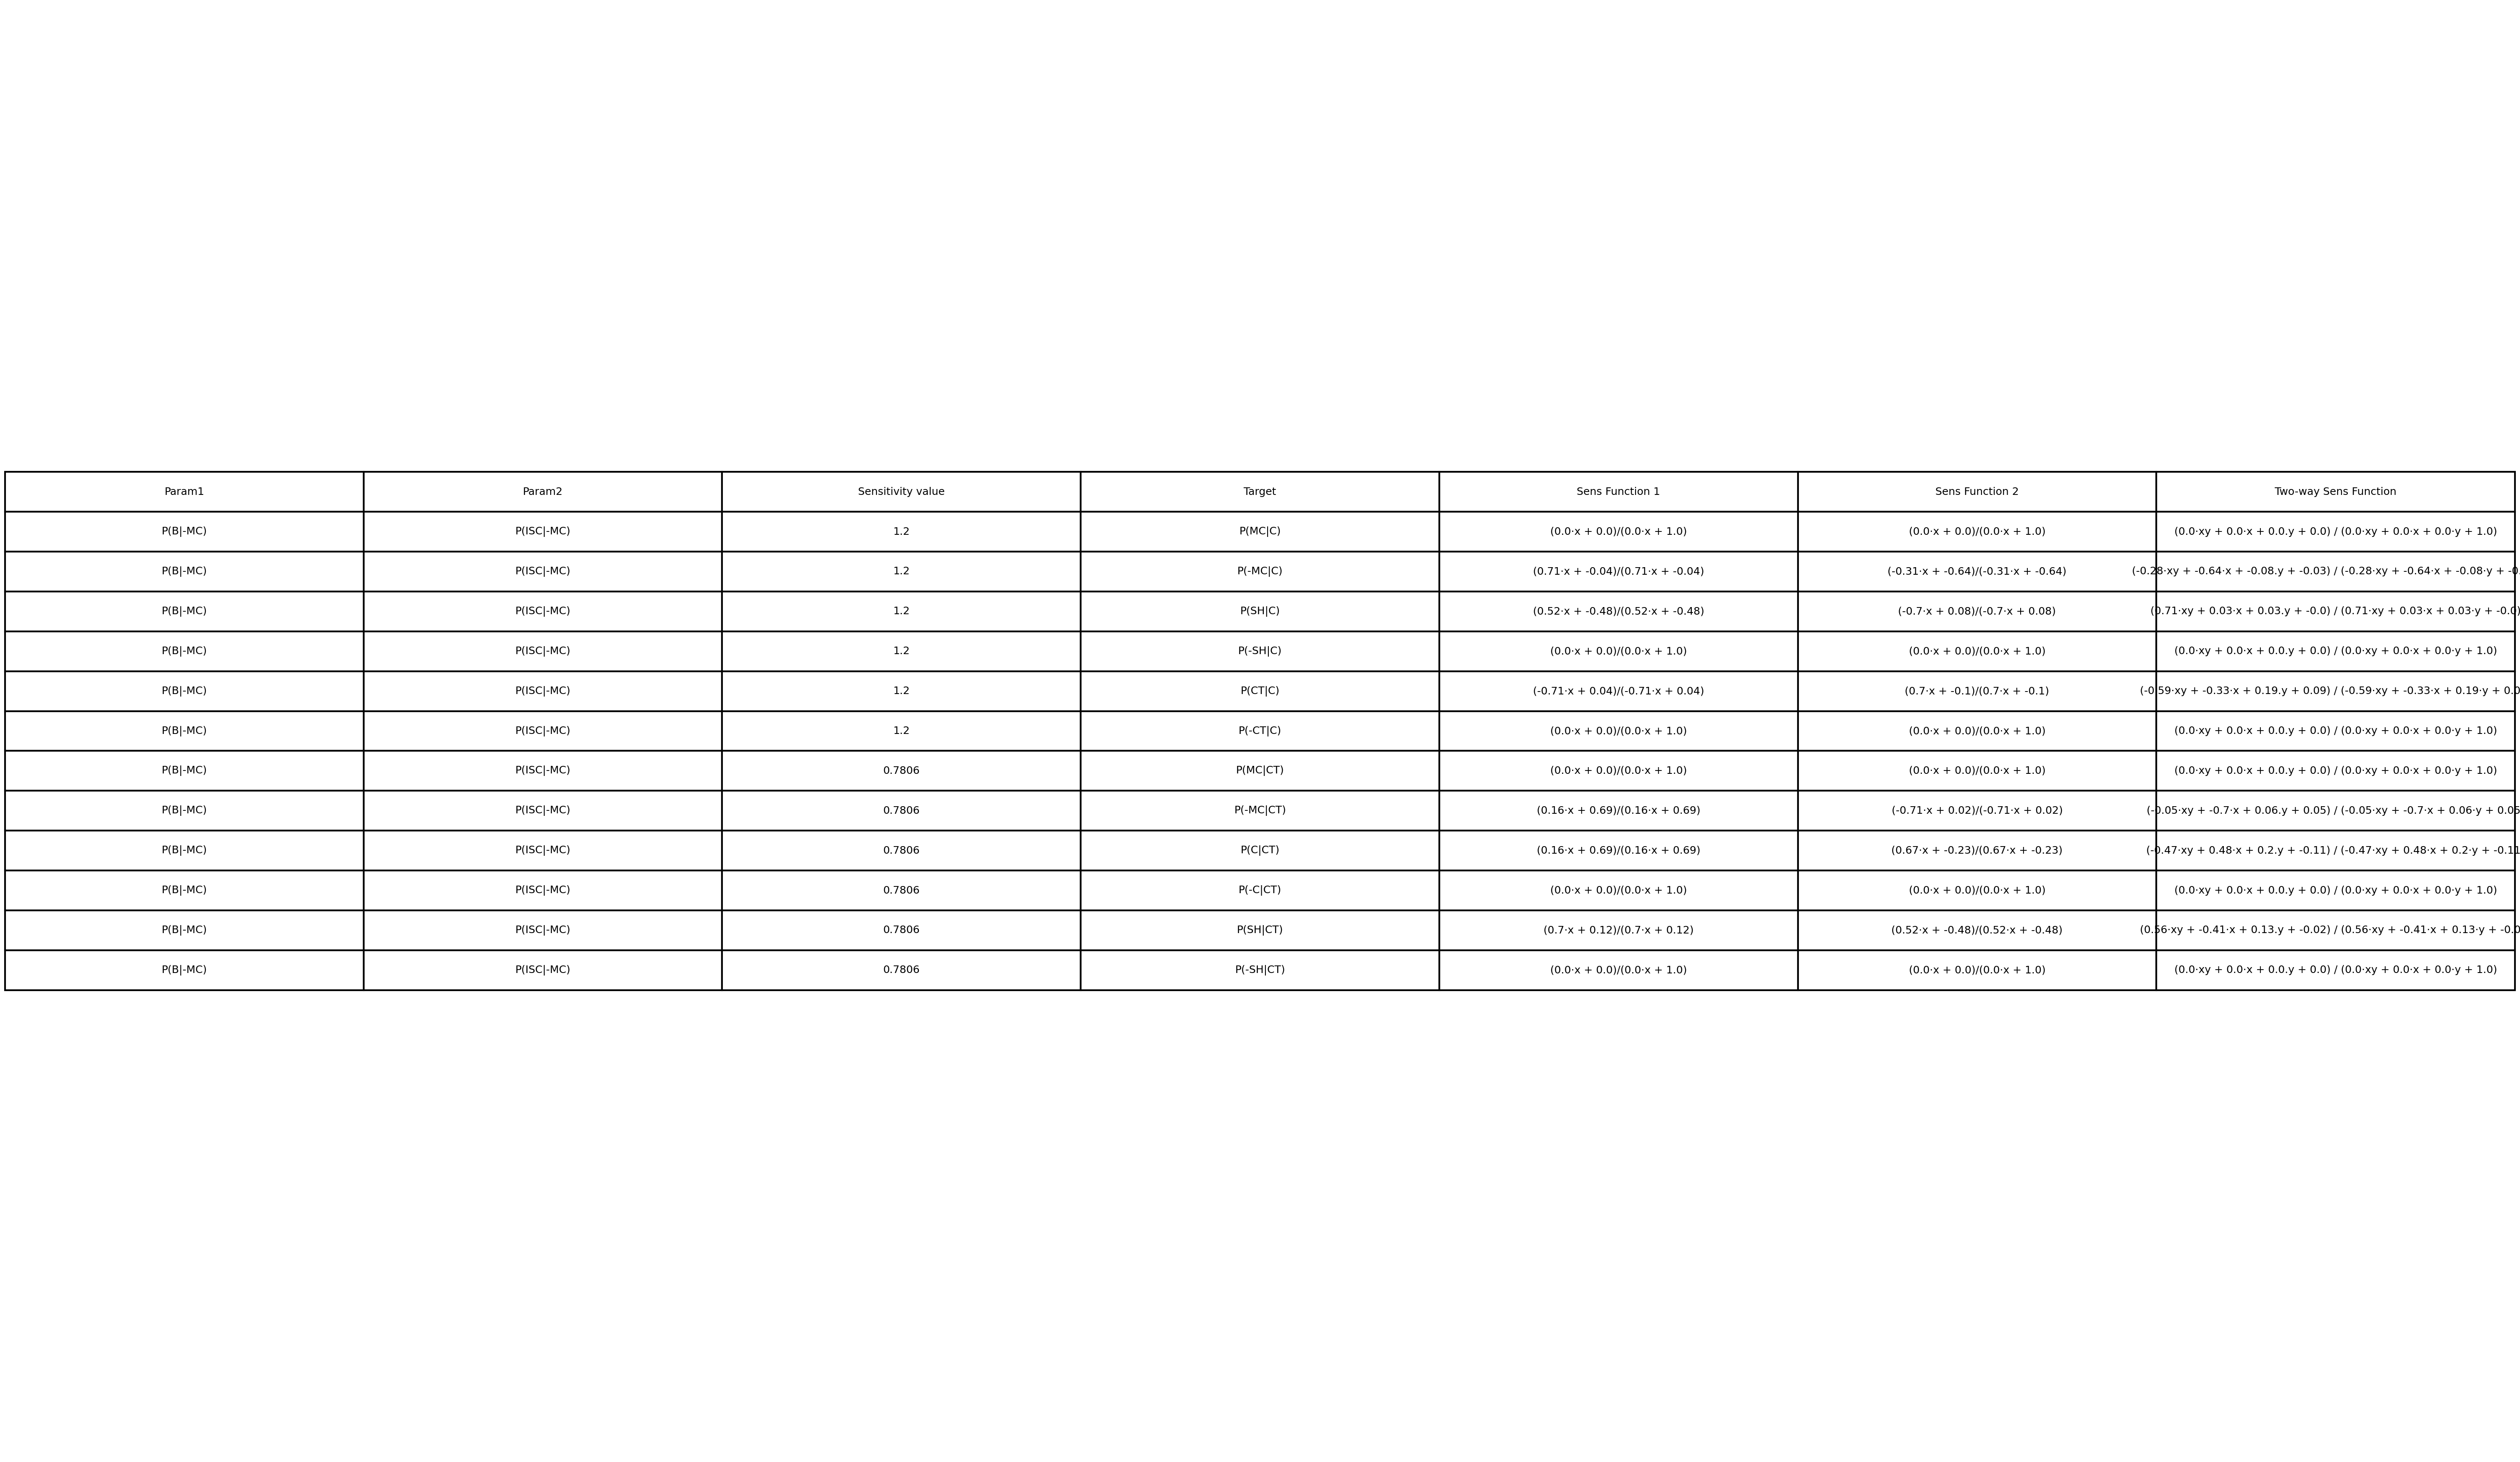 Param1 Param2 Sensitivity value Target Sens Function 1 Sens Function 2 Two-way Sens Function
P(B|-MC) P(ISC|-MC) 1.2 P(MC|C) (0.0·x + 0.0)/(0.0·x + 1.0) (0.0·x + 0.0)/(0.0·x + 1.0) (0.0·xy + 0.0·x + 0.0.y + 0.0) / (0.0·xy + 0.0·x + 0.0·y + 1.0)
P(B|-MC) P(ISC|-MC) 1.2 P(-MC|C) (0.71·x + -0.04)/(0.71·x + -0.04) (-0.31·x + -0.64)/(-0.31·x + -0.64) (-0.28·xy + -0.64·x + -0.08.y + -0.03) / (-0.28·xy + -0.64·x + -0.08·y + -0.
P(B|-MC) P(ISC|-MC) 1.2 P(SH|C) (0.52·x + -0.48)/(0.52·x + -0.48) (-0.7·x + 0.08)/(-0.7·x + 0.08) (0.71·xy + 0.03·x + 0.03.y + -0.0) / (0.71·xy + 0.03·x + 0.03·y + -0.0)
P(B|-MC) P(ISC|-MC) 1.2 P(-SH|C) (0.0·x + 0.0)/(0.0·x + 1.0) (0.0·x + 0.0)/(0.0·x + 1.0) (0.0·xy + 0.0·x + 0.0.y + 0.0) / (0.0·xy + 0.0·x + 0.0·y + 1.0)
P(B|-MC) P(ISC|-MC) 1.2 P(CT|C) (-0.71·x + 0.04)/(-0.71·x + 0.04) (0.7·x + -0.1)/(0.7·x + -0.1) (-0.59·xy + -0.33·x + 0.19.y + 0.09) / (-0.59·xy + -0.33·x + 0.19·y + 0.0
P(B|-MC) P(ISC|-MC) 1.2 P(-CT|C) (0.0·x + 0.0)/(0.0·x + 1.0) (0.0·x + 0.0)/(0.0·x + 1.0) (0.0·xy + 0.0·x + 0.0.y + 0.0) / (0.0·xy + 0.0·x + 0.0·y + 1.0)
P(B|-MC) P(ISC|-MC) 0.7806 P(MC|CT) (0.0·x + 0.0)/(0.0·x + 1.0) (0.0·x + 0.0)/(0.0·x + 1.0) (0.0·xy + 0.0·x + 0.0.y + 0.0) / (0.0·xy + 0.0·x + 0.0·y + 1.0)
P(B|-MC) P(ISC|-MC) 0.7806 P(-MC|CT) (0.16·x + 0.69)/(0.16·x + 0.69) (-0.71·x + 0.02)/(-0.71·x + 0.02) (-0.05·xy + -0.7·x + 0.06.y + 0.05) / (-0.05·xy + -0.7·x + 0.06·y + 0.05
P(B|-MC) P(ISC|-MC) 0.7806 P(C|CT) (0.16·x + 0.69)/(0.16·x + 0.69) (0.67·x + -0.23)/(0.67·x + -0.23) (-0.47·xy + 0.48·x + 0.2.y + -0.11) / (-0.47·xy + 0.48·x + 0.2·y + -0.11
P(B|-MC) P(ISC|-MC) 0.7806 P(-C|CT) (0.0·x + 0.0)/(0.0·x + 1.0) (0.0·x + 0.0)/(0.0·x + 1.0) (0.0·xy + 0.0·x + 0.0.y + 0.0) / (0.0·xy + 0.0·x + 0.0·y + 1.0)
P(B|-MC) P(ISC|-MC) 0.7806 P(SH|CT) (0.7·x + 0.12)/(0.7·x + 0.12) (0.52·x + -0.48)/(0.52·x + -0.48) (0.56·xy + -0.41·x + 0.13.y + -0.02) / (0.56·xy + -0.41·x + 0.13·y + -0.0
P(B|-MC) P(ISC|-MC) 0.7806 P(-SH|CT) (0.0·x + 0.0)/(0.0·x + 1.0) (0.0·x + 0.0)/(0.0·x + 1.0) (0.0·xy + 0.0·x + 0.0.y + 0.0) / (0.0·xy + 0.0·x + 0.0·y + 1.0)